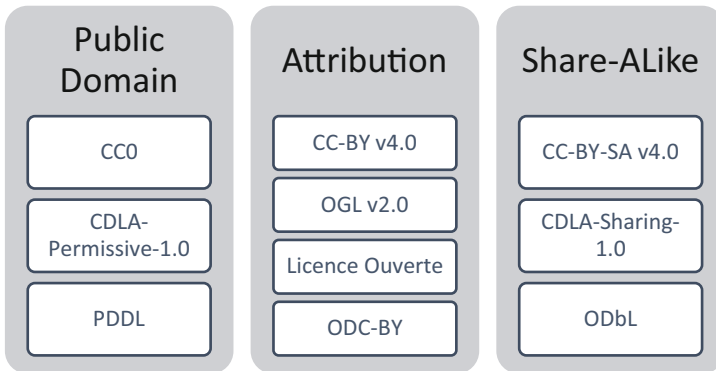 Public
Domain
CC0
CDLA-
Permissive-1.0
PDDL
Attribution
CC-BY v4.0
OGL v2.0
Licence Ouverte
ODC-BY
Share-ALike
CC-BY-SA v4.0
CDLA-Sharing-
1.0
ODbL